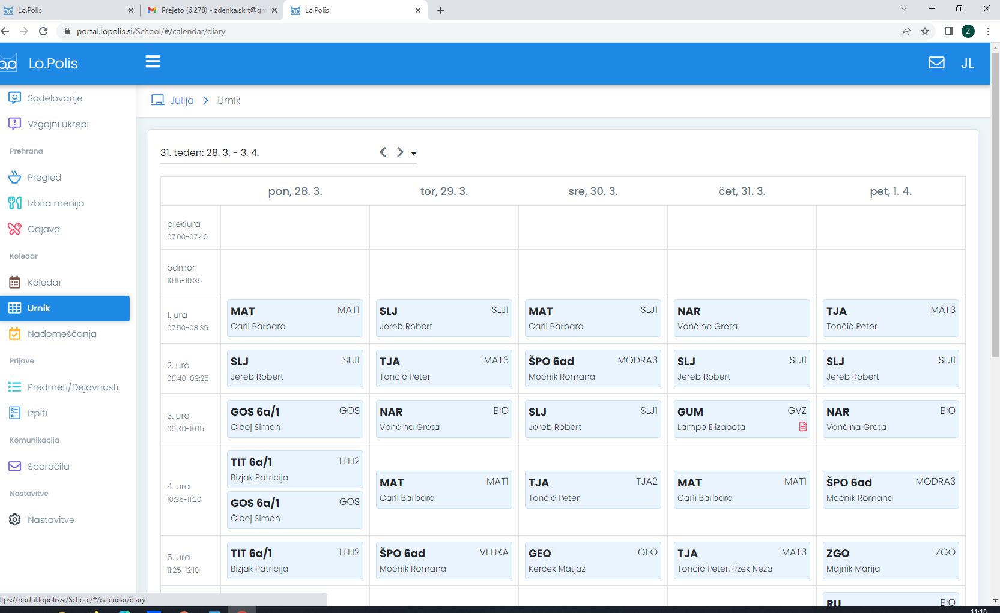 Lo.Polis
Prejeto (6.278) - zdenka.skrt@gm
Lo.Polis
portal.lopolis.si/School/#/calendar/diary
Z
Lo.Polis
JL
Sodelovanje
Vzgojni ukrepi
Prehrana
Pregled
Izbira menija
Odjava
Koledar
Koledar
Urnik
Nadomeščanja
Prijave
Predmeti/Dejavnosti
Izpiti
Komunikacija
Sporočila
Nastavitve
Nastavitve
Julija > Urnik
31. teden: 28. 3. - 3. 4.
pon, 28. 3. tor, 29. 3. sre, 30. 3. čet, 31. 3. pet, 1. 4.
predura
07:00-07:40
odmor
10:15-10:35
1. ura
07:50-08:35
MAT MAT1
Carli Barbara
SLJ SLJ1
Jereb Robert
MAT SLJ1
Carli Barbara
NAR
Vončina Greta
TJA MAT3
Tončič Peter
2. ura
08:40-09:25
SLJ SLJ1
Jereb Robert
TJA MAT3
Tončič Peter
ŠPO 6ad MODRA3
Močnik Romana
SLJ SLJ1
Jereb Robert
SLJ SLJ1
Jereb Robert
3. ura
09:30-10:15
GOS 6a/1 GOS
Čibej Simon
NAR BIO
Vončina Greta
SLJ SLJ1
Jereb Robert
GUM GVZ
Lampe Elizabeta
NAR BIO
Vončina Greta
4. ura
10:35-11:20
TIT 6a/1 TEH2
Bizjak Patricija
GOS 6a/1 GOS
Čibej Simon
MAT MAT1
Carli Barbara
TJA TJA2
Tončič Peter
MAT MAT1
Carli Barbara
ŠPO 6ad MODRA3
Močnik Romana
5. ura
11:25-12:10
TIT 6a/1 TEH2
Bizjak Patricija
ŠPO 6ad VELIKA
Močnik Romana
GEO GEO
Kerček Matjaž
TJA MAT3
Tončič Peter, Ržek Neža
ZGO ZGO
Majnik Marija
RU BIO
ttps://portal.lopolis.si/School/#/calendar/diary
11:18